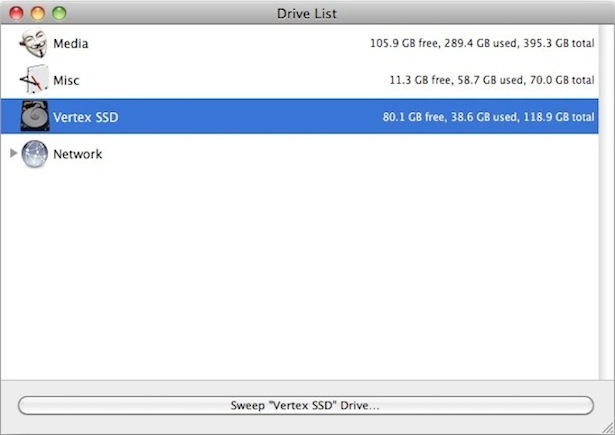 Drive List
Media 105.9 GB free, 289.4 GB used, 395.3 GB total
Misc 11.3 GB free, 58.7 GB used, 70.0 GB total
Vertex SSD 80.1 GB free, 38.6 GB used, 118.9 GB total
Network
Sweep "Vertex SSD" Drive...